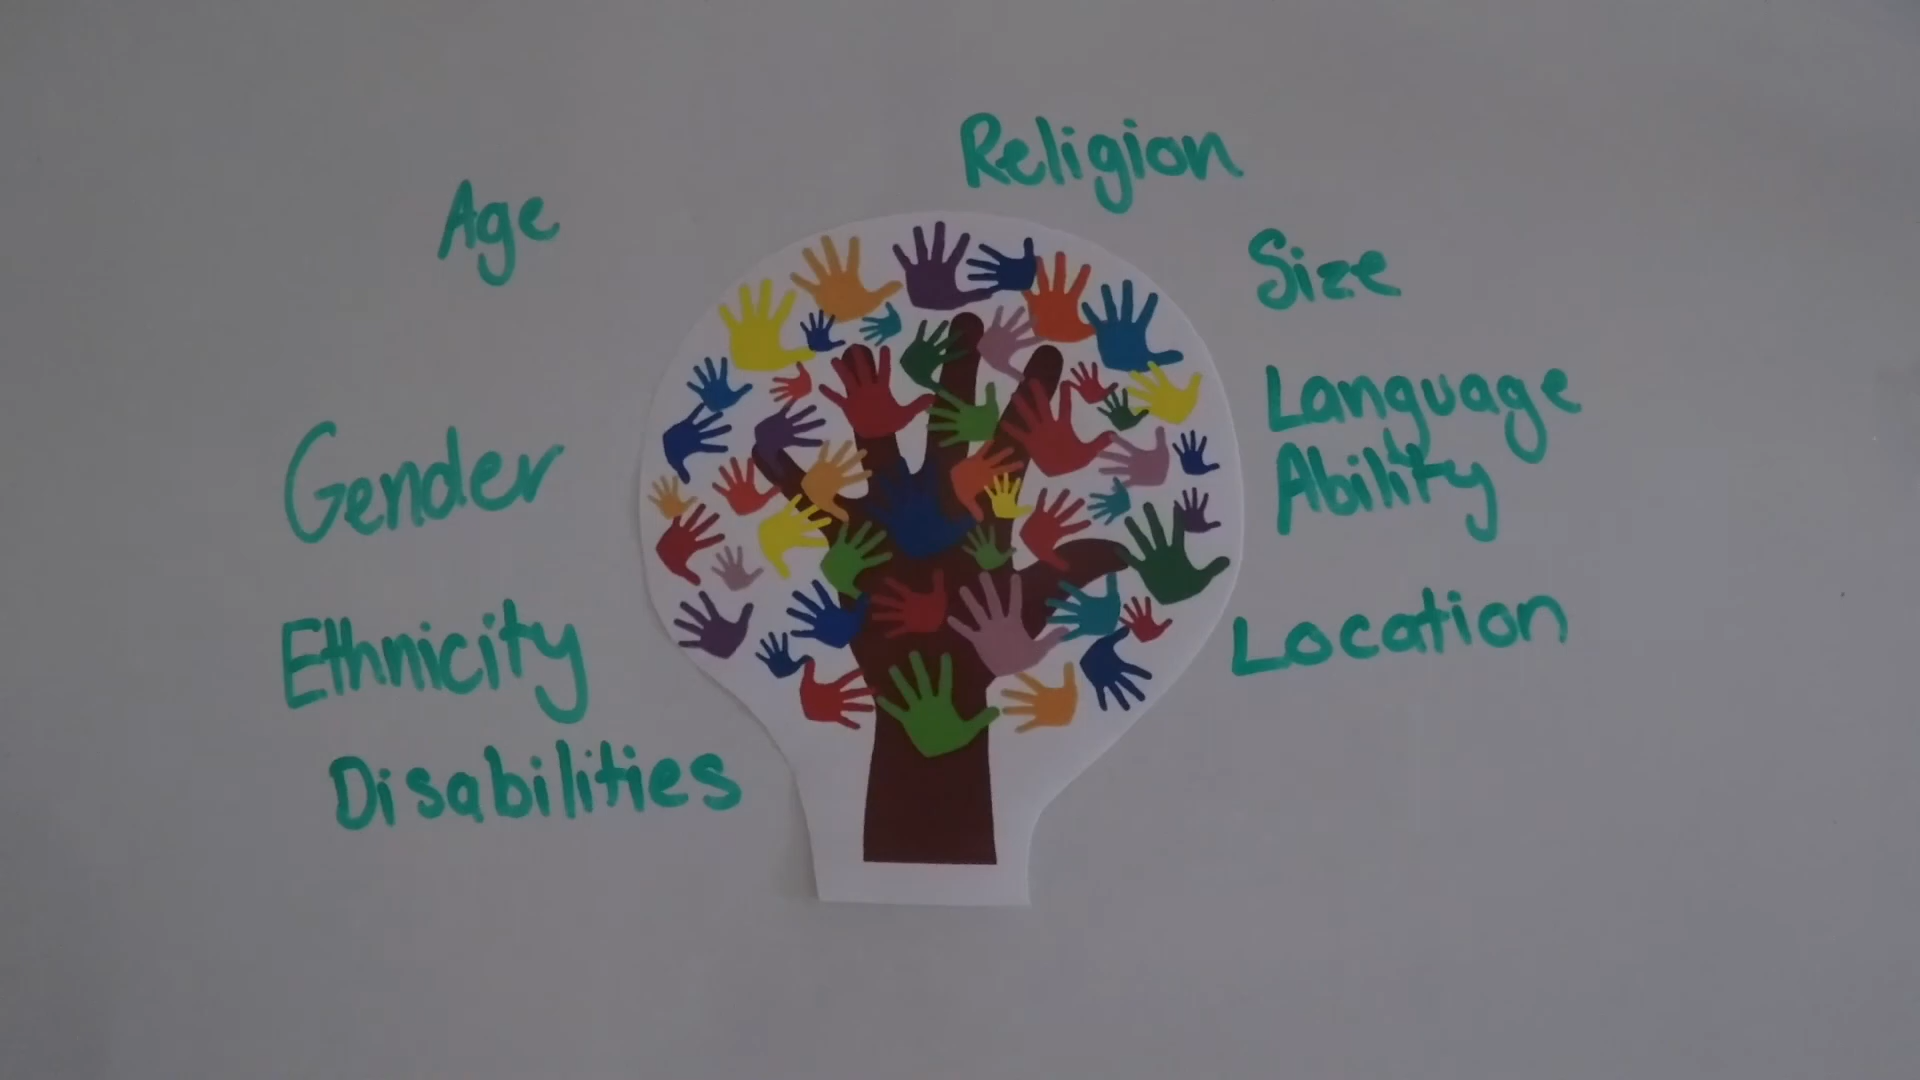 Age
Religion
Size
Gender
Language
Ability
Ethnicity
Location
Disabilities